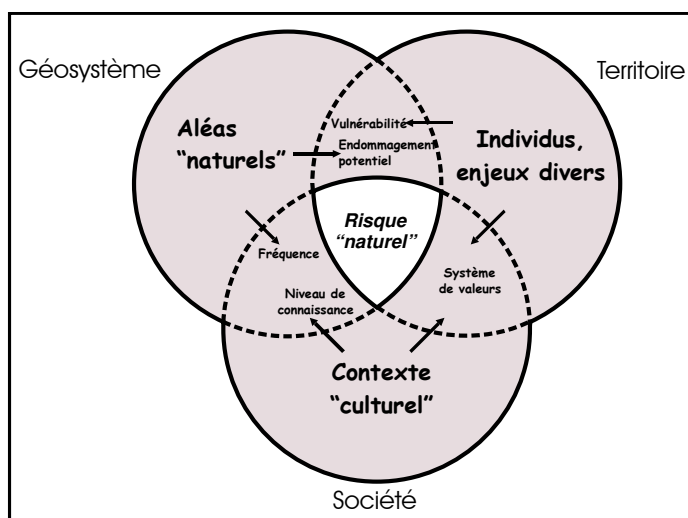 Géosystème
Territoire
Aléas
“naturels”
Vulnérabilité
Endommagement
potentiel
Individus,
enjeux divers
Risque
“naturel”
Fréquence
Système
de valeurs
Niveau de
connaissance
Contexte
“culturel”
Société